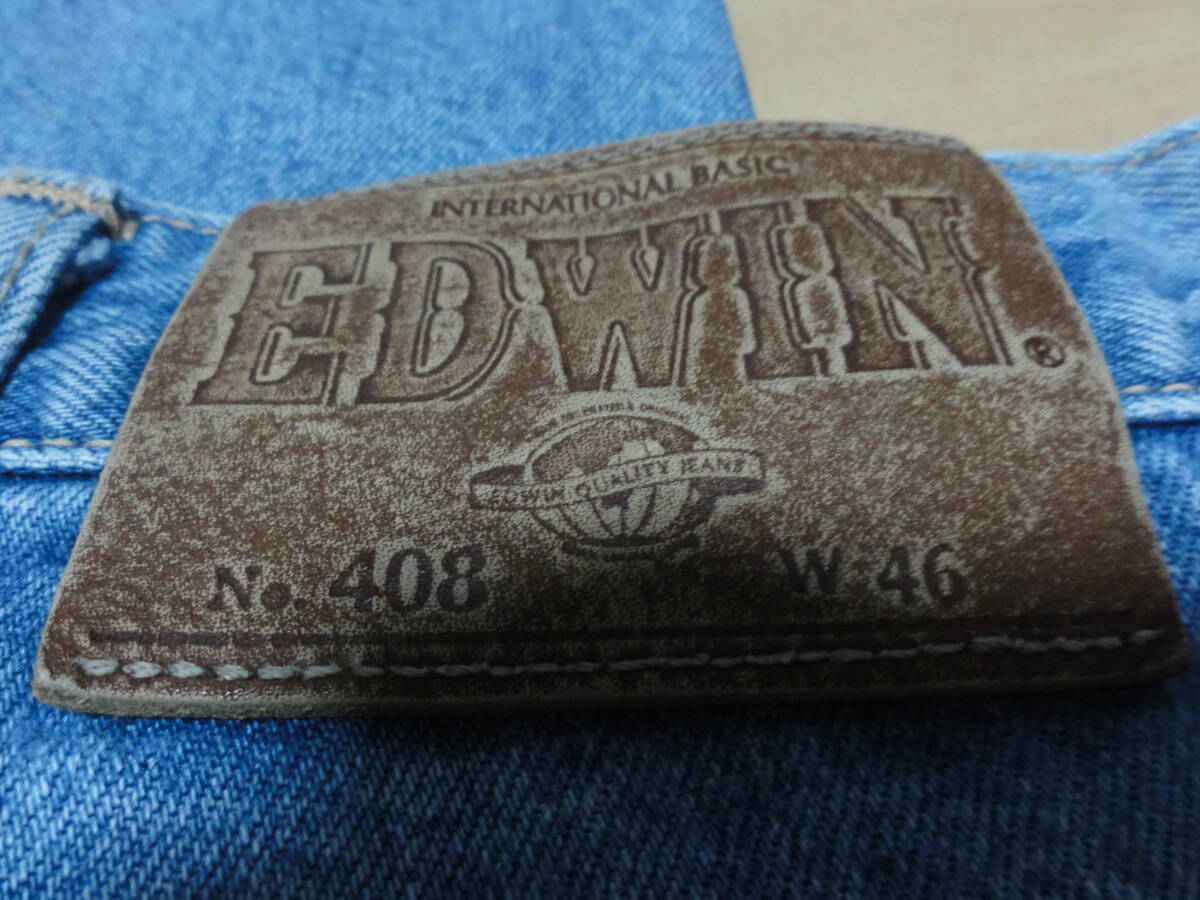 INTERNATIONAL BASIC
EDWIN®
EDWIN QUALITY JEANS
No. 408 W 46